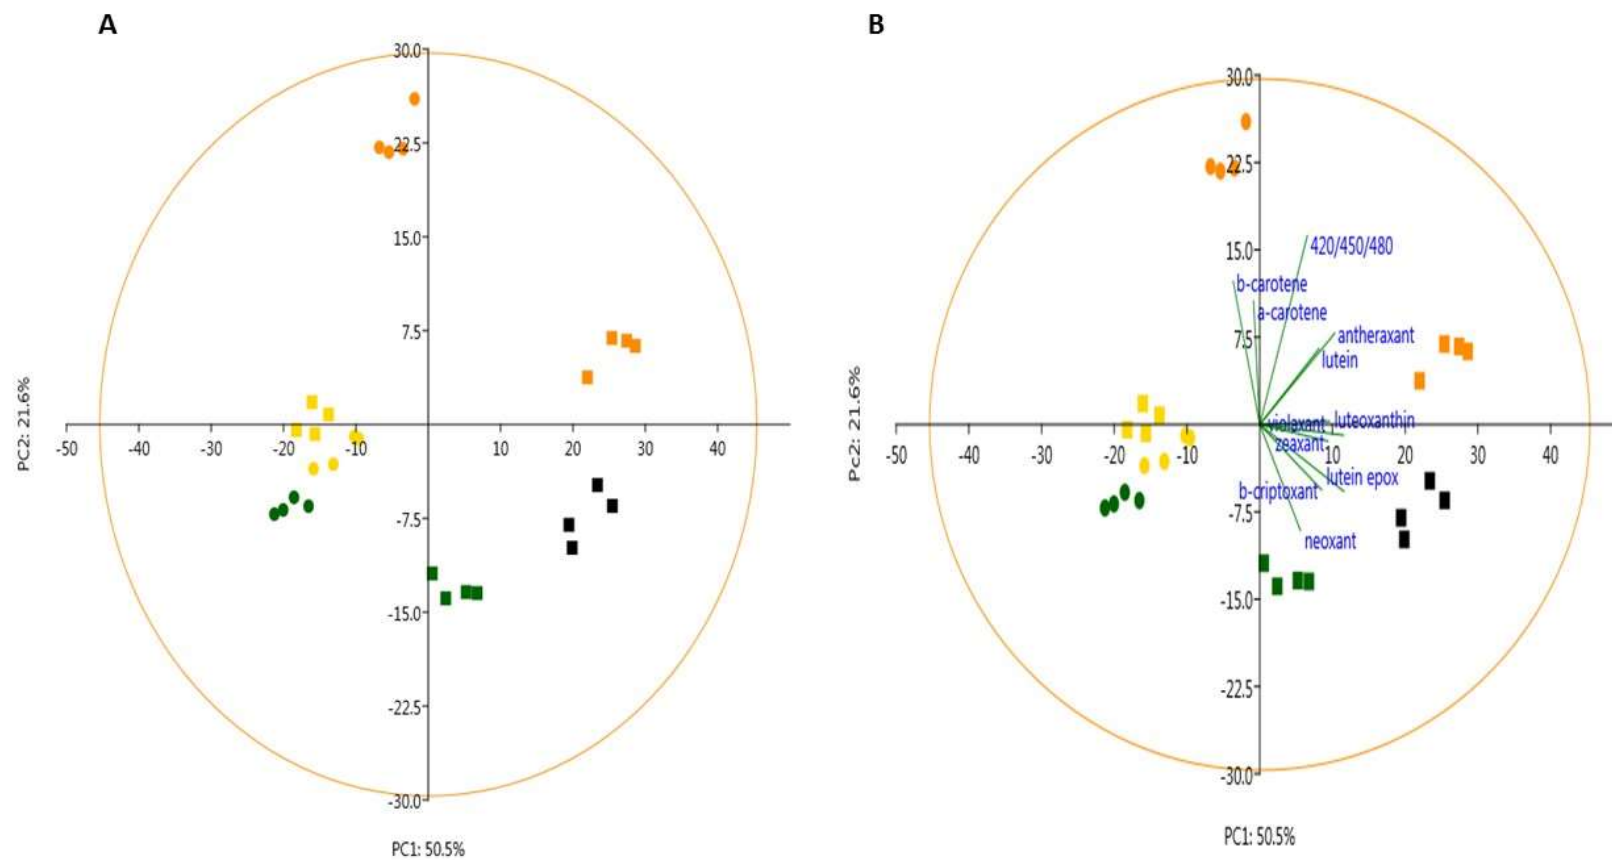 A
30.0
22.5
15.0
7.5
-50 -40 -30 -20 -10 10 20 30 40
-7.5
-15.0
-22.5
-30.0
PC2: 21.6%
PC1: 50.5%
B
30.0
22.5
420/450/480
15.0
b-carotene
a-carotene
7.5
antheraxant
lutein
violaxant luteoxanthin
zeaxant
-50 -40 -30 -20 -10 10 20 30 40
lutein epox
b-criptoxant
-7.5
neoxant
-15.0
-22.5
-30.0
Pc2: 21.6%
PC1: 50.5%